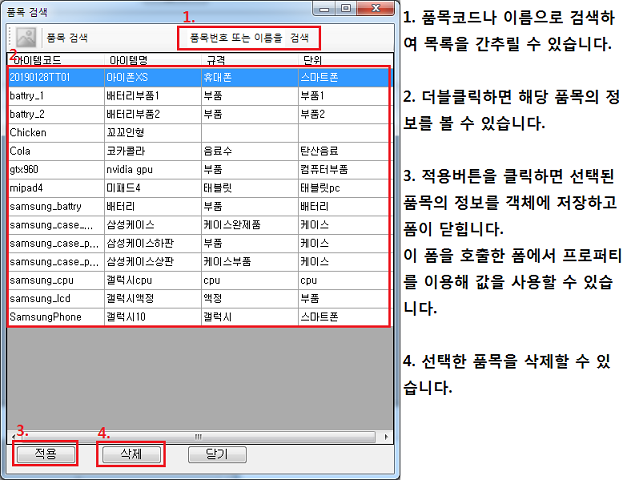 품목 검색
1.
품목 검색
품목번호 또는 이름을 검색
2.
아이템코드 아이템명 규격 단위
20190128TT01 아이폰XS 휴대폰 스마트폰
battry_1 배터리부품1 부품 부품1
battry_2 배터리부품2 부품 부품2
Chicken 꼬꼬인형
Cola 코카콜라 음료수 탄산음료
gtx960 nvidia gpu 부품 컴퓨터부품
mipad4 미패드4 태블릿 태블릿pc
samsung_battry 배터리 부품 배터리
samsung_case_... 삼성케이스 케이스완제품 케이스
samsung_case_p... 삼성케이스하판 부품 케이스
samsung_case_p... 삼성케이스상판 케이스부품 케이스
samsung_cpu 갤럭시cpu cpu cpu
samsung_lcd 갤럭시액정 액정 부품
SamsungPhone 갤럭시10 갤럭시 스마트폰
3.
4.
적용 삭제 닫기
1. 품목코드나 이름으로 검색하
여 목록을 간추릴 수 있습니다.
2. 더블클릭하면 해당 품목의 정
보를 볼 수 있습니다.
3. 적용버튼을 클릭하면 선택된
품목의 정보를 객체에 저장하고
폼이 닫힙니다.
이 폼을 호출한 폼에서 프로퍼티
를 이용해 값을 사용할 수 있습
니다.
4. 선택한 품목을 삭제할 수 있
습니다.